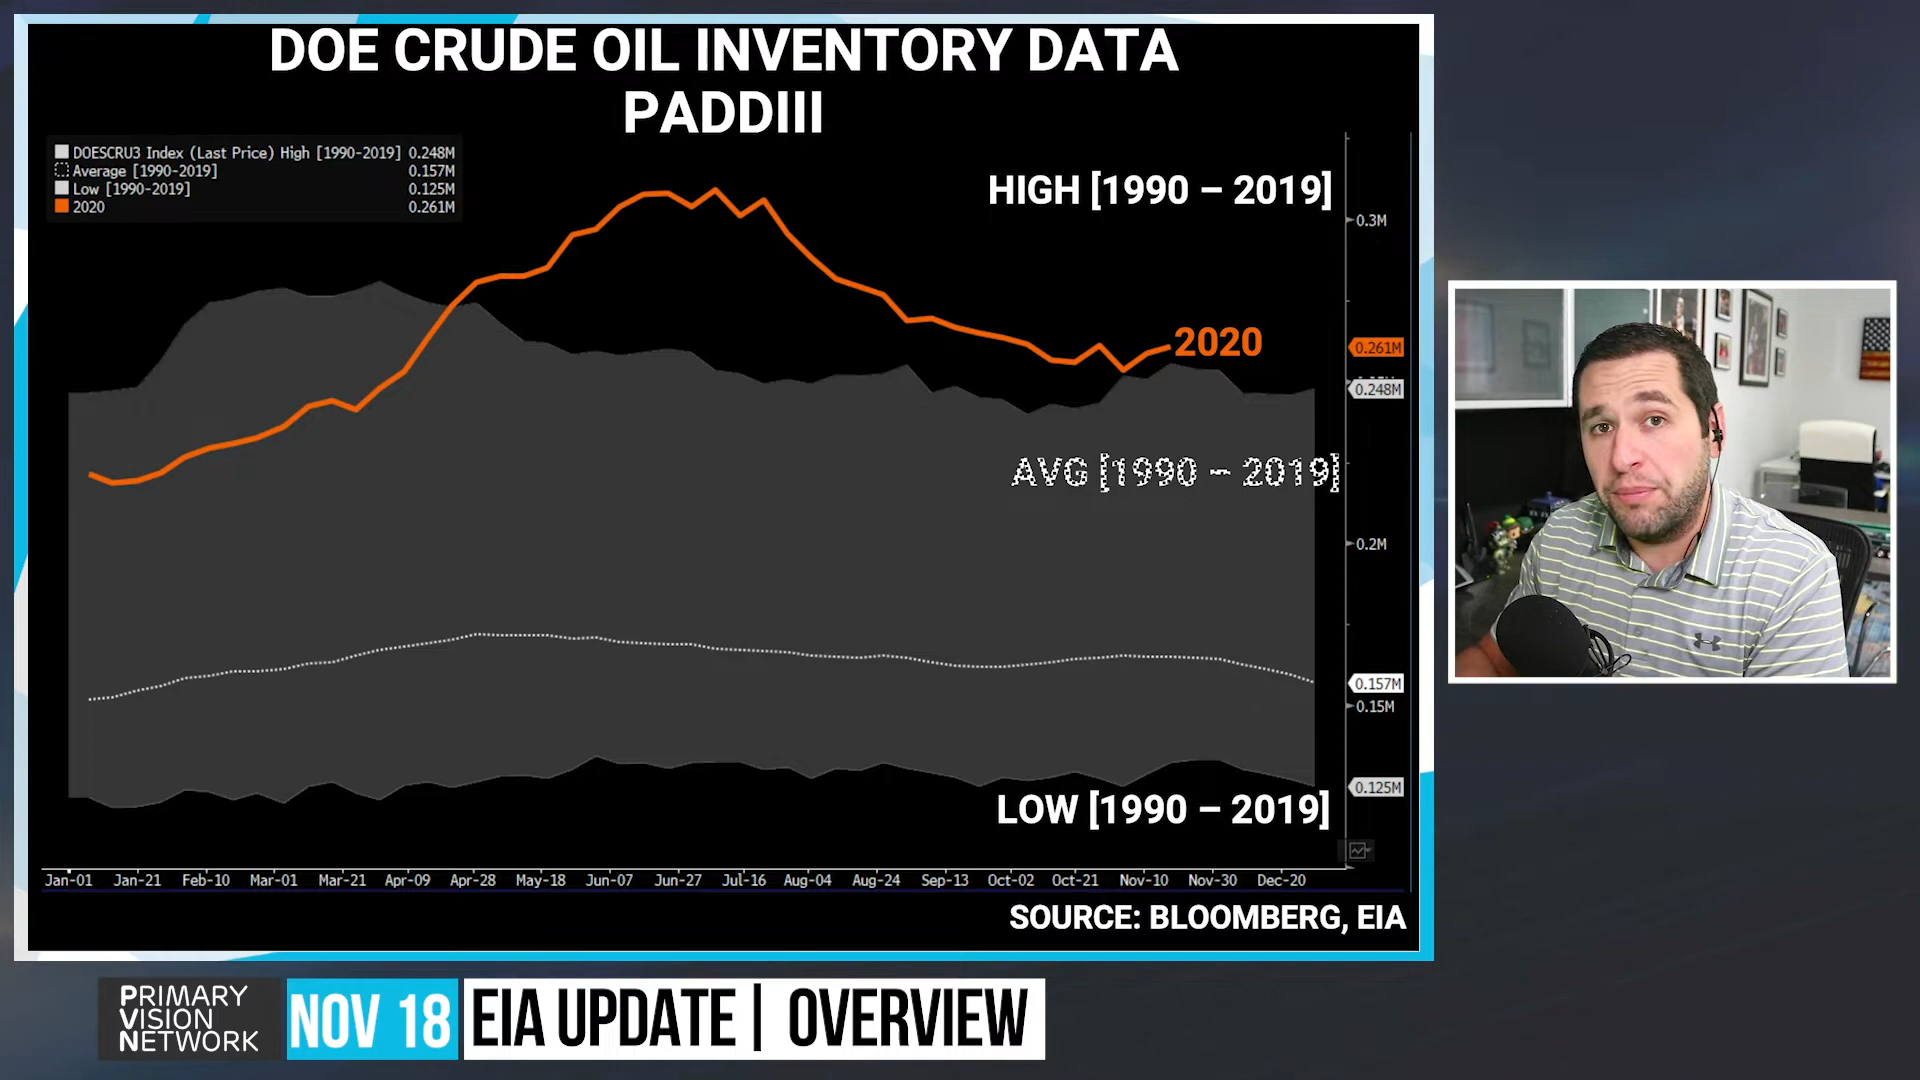 DOE CRUDE OIL INVENTORY DATA
PADDIII
DOESCRU3 Index (Last Price) High [1990-2019] 0.248M
Average [1990-2019] 0.157M
Low [1990-2019] 0.125M
2020 0.261M
HIGH [1990 – 2019]
0.3M
2020
0.261M
0.248M
AVG [1990 – 2019]
0.2M
0.157M
0.15M
0.125M
LOW [1990 – 2019]
Jan-01 Jan-21 Feb-10 Mar-01 Mar-21 Apr-09 Apr-28 May-18 Jun-07 Jun-27 Jul-16 Aug-04 Aug-24 Sep-13 Oct-02 Oct-21 Nov-10 Nov-30 Dec-20
SOURCE: BLOOMBERG, EIA
PRIMARY
VISION
NETWORK
NOV 18
EIA UPDATE | OVERVIEW